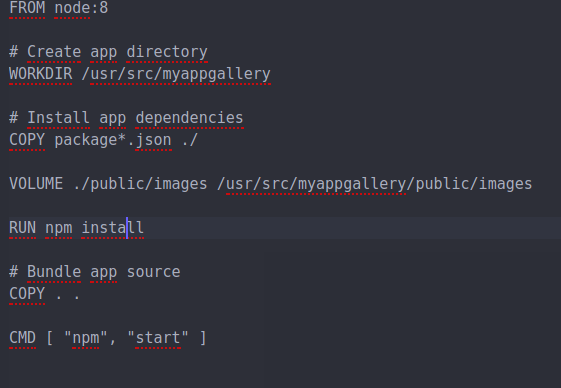 FROM node:8
# Create app directory
WORKDIR /usr/src/myappgallery
# Install app dependencies
COPY package*.json ./
VOLUME ./public/images /usr/src/myappgallery/public/images
RUN npm install
# Bundle app source
COPY . .
CMD [ "npm", "start" ]